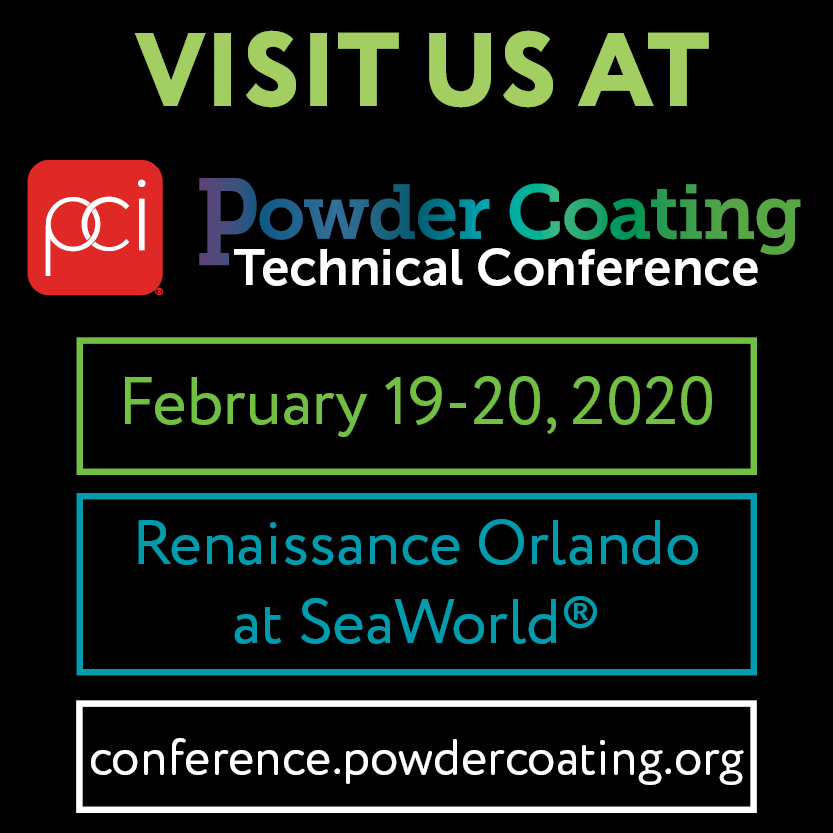 VISIT US AT
pci®
Powder Coating
Technical Conference
February 19-20, 2020
Renaissance Orlando
at SeaWorld®
conference.powdercoating.org